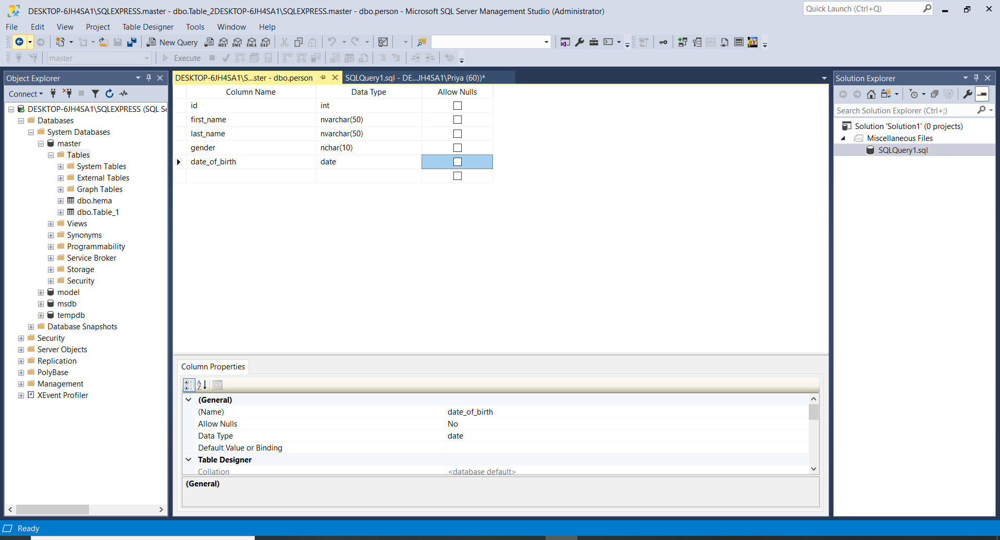 DESKTOP-6JH4SA1\SQLEXPRESS.master - dbo.Table_2DESKTOP-6JH4SA1\SQLEXPRESS.master - dbo.person - Microsoft SQL Server Management Studio (Administrator)
Quick Launch (Ctrl+Q)
File Edit View Project Table Designer Tools Window Help
New Query MDX DMX XMLA DAX
master Execute
Object Explorer
Connect
DESKTOP-6JH4SA1\SQLEXPRESS (SQL Se
Databases
System Databases
master
Tables
System Tables
External Tables
Graph Tables
dbo.hema
dbo.Table_1
Views
Synonyms
Programmability
Service Broker
Storage
Security
model
msdb
tempdb
Database Snapshots
Security
Server Objects
Replication
PolyBase
Management
XEvent Profiler
DESKTOP-6JH4SA1\S...ster - dbo.person
SQLQuery1.sql - DE...JH4SA1\Priya (60))*
Column Name Data Type Allow Nulls
id int
first_name nvarchar(50)
last_name nvarchar(50)
gender nchar(10)
date_of_birth date
Column Properties
(General)
(Name) date_of_birth
Allow Nulls No
Data Type date
Default Value or Binding
Table Designer
Collation <database default>
(General)
Solution Explorer
Search Solution Explorer (Ctrl+;)
Solution 'Solution1' (0 projects)
Miscellaneous Files
SQLQuery1.sql
Ready